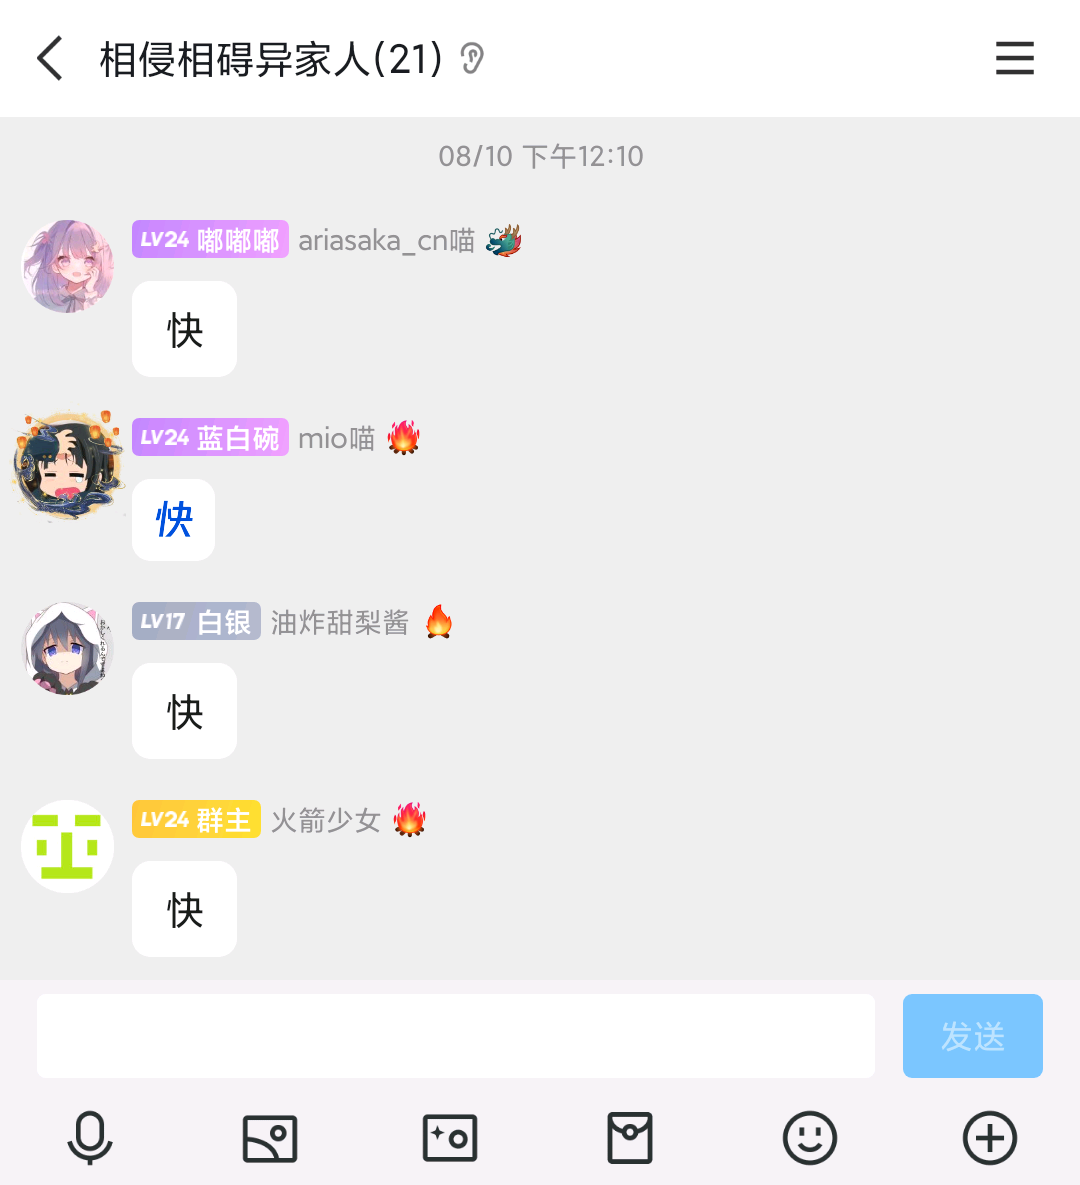 相侵相碍异家人(21)
08/10 下午12:10
LV24 嘟嘟嘟 ariasaka_cn喵
快
LV24 蓝白碗 mio喵
快
LV17 白银 油炸甜梨酱
快
LV24 群主 火箭少女
快
发送